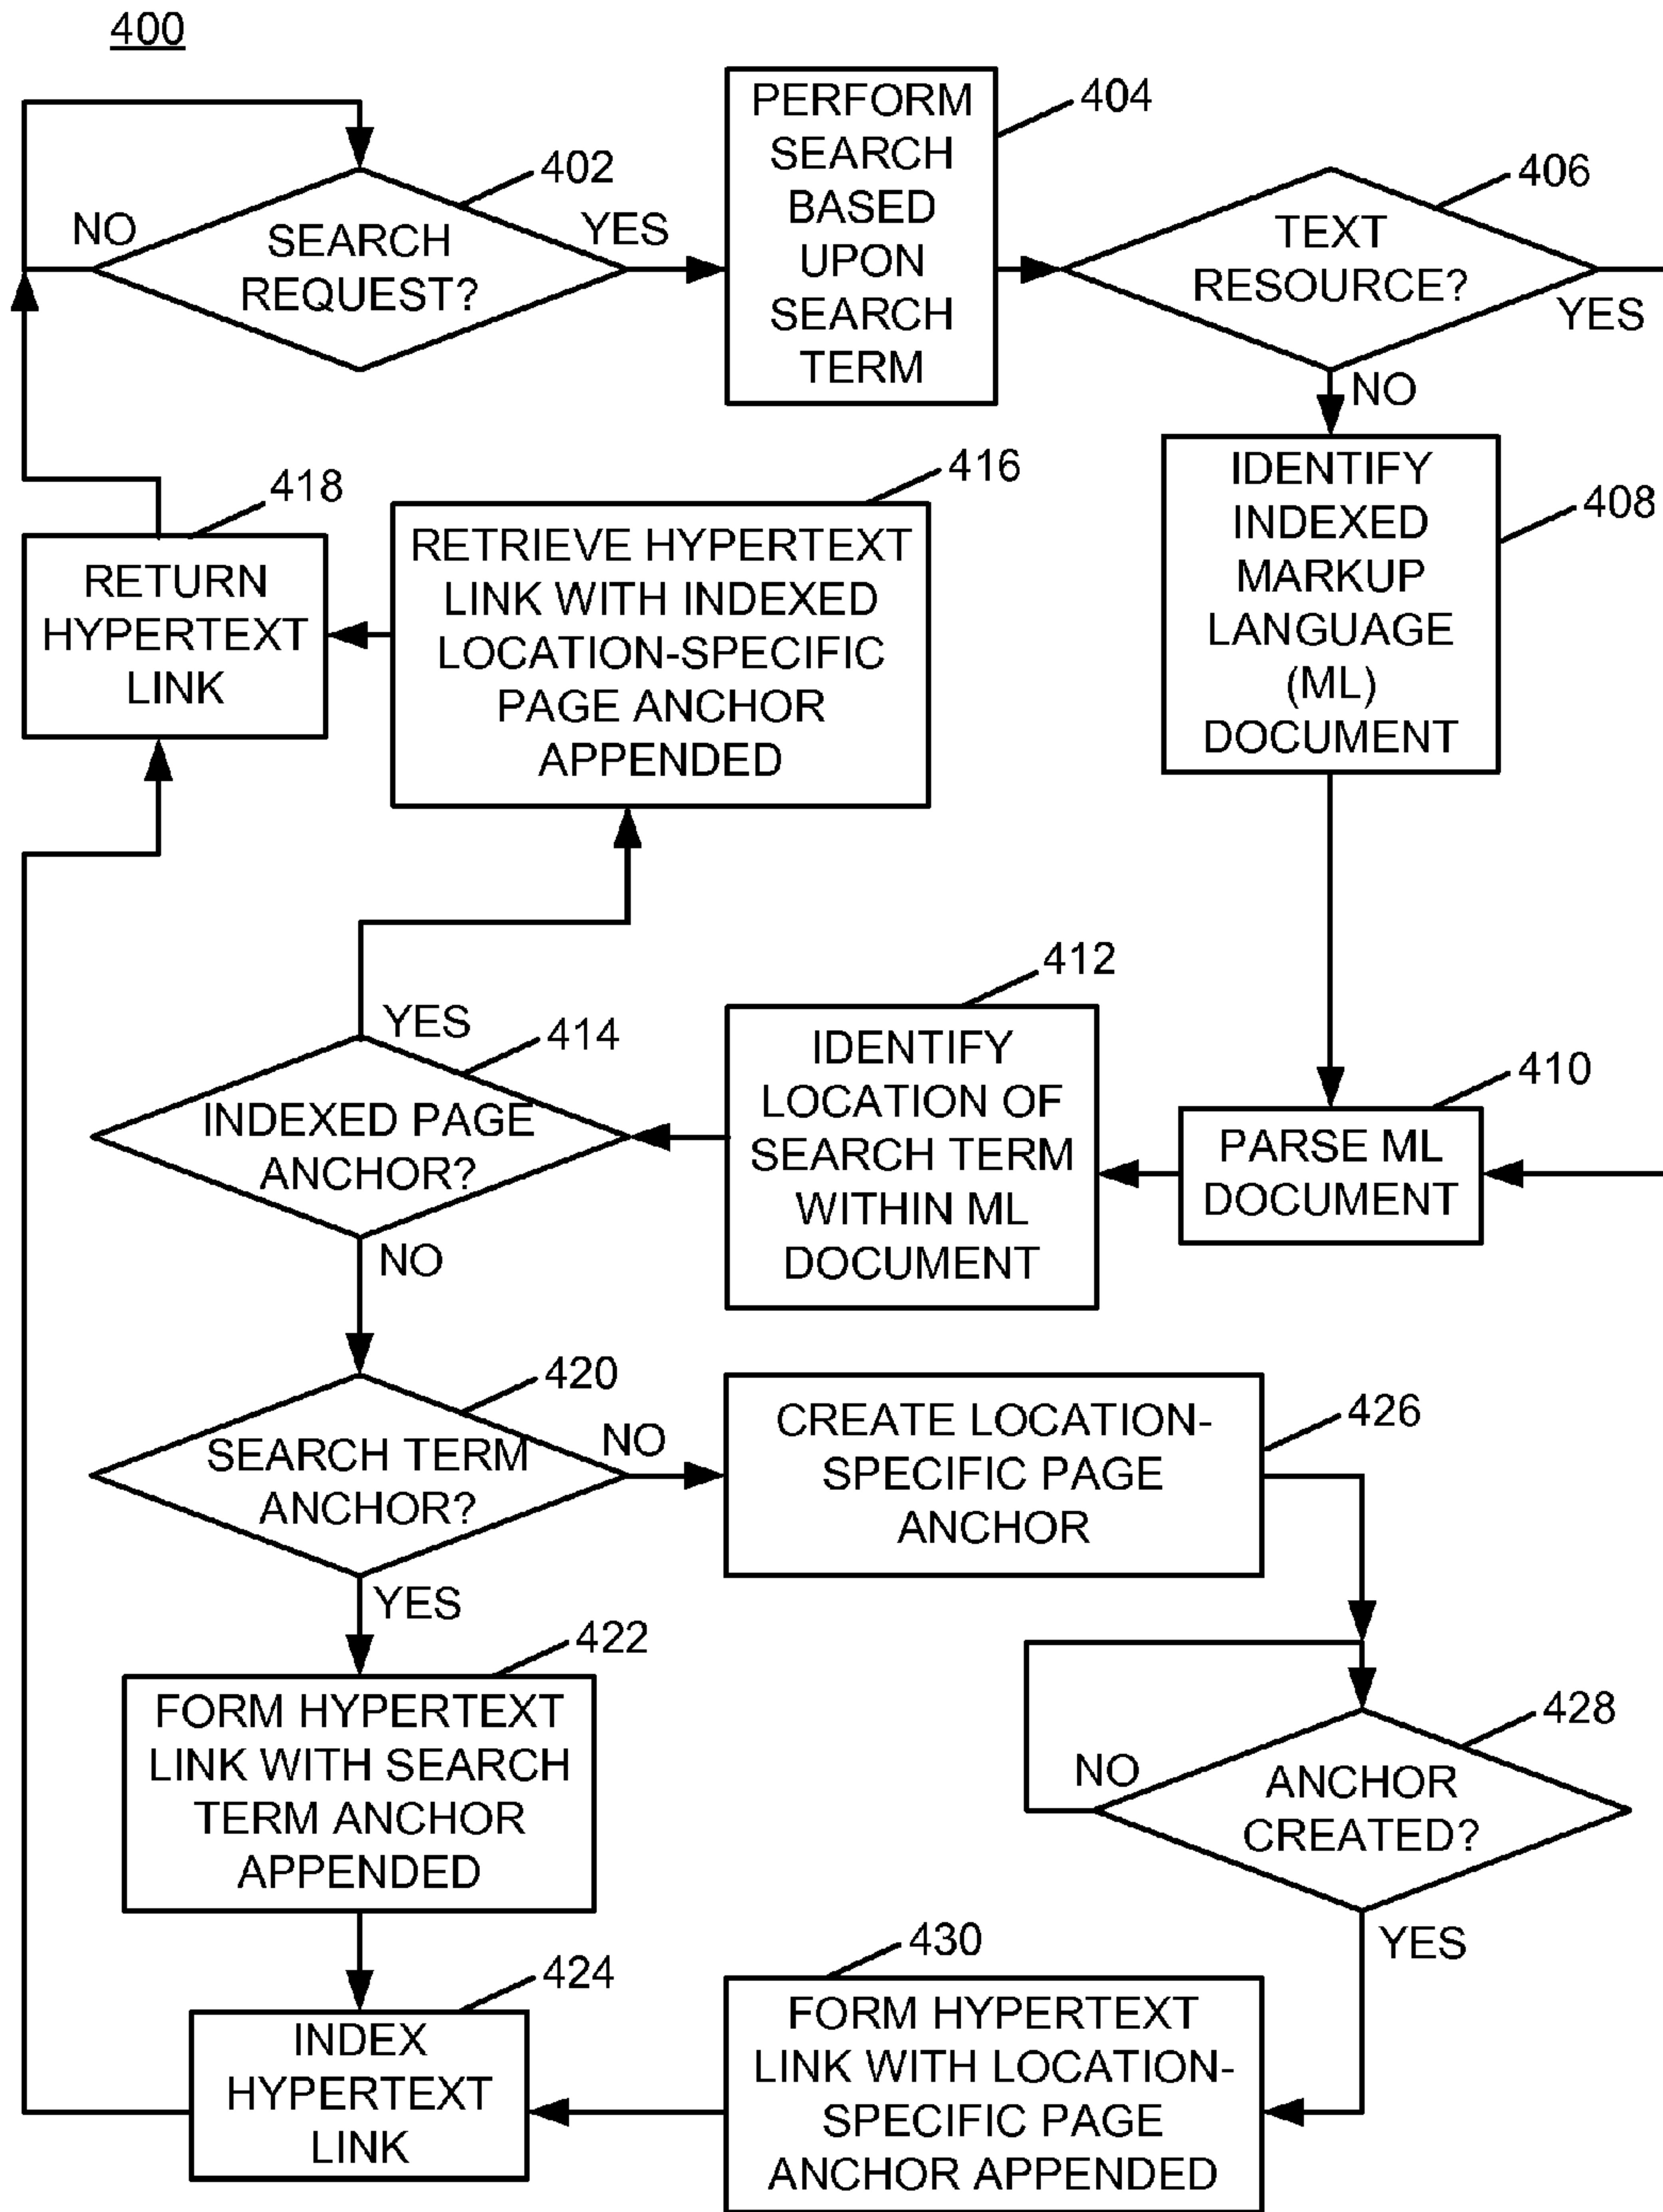 400
NO
402
SEARCH
REQUEST?
YES
PERFORM
SEARCH
BASED
UPON
SEARCH
TERM
404
406
TEXT
RESOURCE?
YES
NO
IDENTIFY
INDEXED
MARKUP
LANGUAGE
(ML)
DOCUMENT
408
418
RETURN
HYPERTEXT
LINK
416
RETRIEVE HYPERTEXT
LINK WITH INDEXED
LOCATION-SPECIFIC
PAGE ANCHOR
APPENDED
410
PARSE ML
DOCUMENT
412
IDENTIFY
LOCATION OF
SEARCH TERM
WITHIN ML
DOCUMENT
YES
414
INDEXED PAGE
ANCHOR?
NO
420
SEARCH TERM
ANCHOR?
NO
YES
CREATE LOCATION-
SPECIFIC PAGE
ANCHOR
426
422
FORM HYPERTEXT
LINK WITH SEARCH
TERM ANCHOR
APPENDED
428
NO
ANCHOR
CREATED?
YES
430
FORM HYPERTEXT
LINK WITH LOCATION-
SPECIFIC PAGE
ANCHOR APPENDED
424
INDEX
HYPERTEXT
LINK